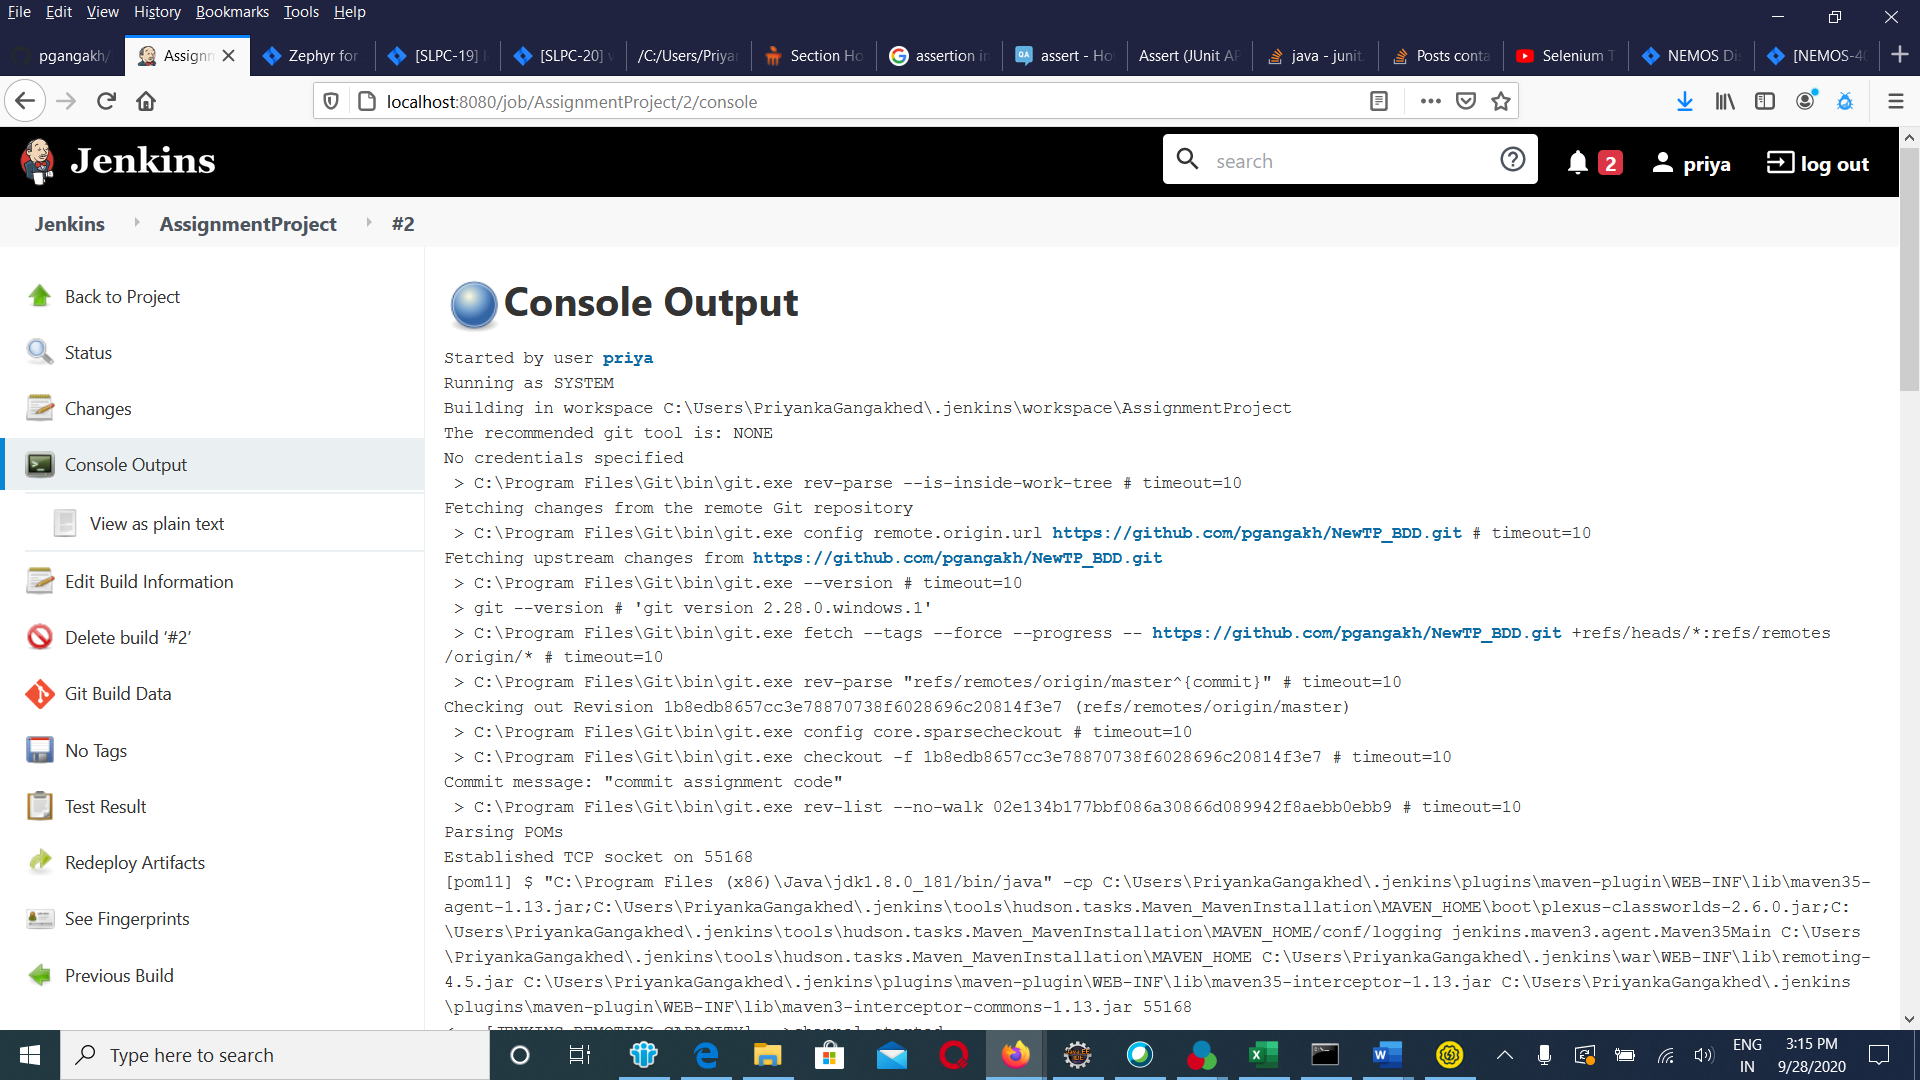 File Edit View History Bookmarks Tools Help
pgangakh/ Assignm Zephyr for [SLPC-19] [SLPC-20] /C:/Users/Priyan Section Ho assertion in assert - Ho Assert (JUnit AP java - junit. Posts conta Selenium T NEMOS Di [NEMOS-40
localhost:8080/job/AssignmentProject/2/console
Jenkins
search
2
priya
log out
Jenkins AssignmentProject #2
Back to Project
Status
Changes
Console Output
View as plain text
Edit Build Information
Delete build ‘#2’
Git Build Data
No Tags
Test Result
Redeploy Artifacts
See Fingerprints
Previous Build
Console Output
Started by user priya
Running as SYSTEM
Building in workspace C:\Users\PriyankaGangakhed\.jenkins\workspace\AssignmentProject
The recommended git tool is: NONE
No credentials specified
> C:\Program Files\Git\bin\git.exe rev-parse --is-inside-work-tree # timeout=10
Fetching changes from the remote Git repository
> C:\Program Files\Git\bin\git.exe config remote.origin.url https://github.com/pgangakh/NewTP_BDD.git # timeout=10
Fetching upstream changes from https://github.com/pgangakh/NewTP_BDD.git
> C:\Program Files\Git\bin\git.exe --version # timeout=10
> git --version # 'git version 2.28.0.windows.1'
> C:\Program Files\Git\bin\git.exe fetch --tags --force --progress -- https://github.com/pgangakh/NewTP_BDD.git +refs/heads/*:refs/remotes
/origin/* # timeout=10
> C:\Program Files\Git\bin\git.exe rev-parse "refs/remotes/origin/master^{commit}" # timeout=10
Checking out Revision 1b8edb8657cc3e78870738f6028696c20814f3e7 (refs/remotes/origin/master)
> C:\Program Files\Git\bin\git.exe config core.sparsecheckout # timeout=10
> C:\Program Files\Git\bin\git.exe checkout -f 1b8edb8657cc3e78870738f6028696c20814f3e7 # timeout=10
Commit message: "commit assignment code"
> C:\Program Files\Git\bin\git.exe rev-list --no-walk 02e134b177bbf086a30866d089942f8aebb0ebb9 # timeout=10
Parsing POMs
Established TCP socket on 55168
[pom11] $ "C:\Program Files (x86)\Java\jdk1.8.0_181/bin/java" -cp C:\Users\PriyankaGangakhed\.jenkins\plugins\maven-plugin\WEB-INF\lib\maven35-
agent-1.13.jar;C:\Users\PriyankaGangakhed\.jenkins\tools\hudson.tasks.Maven_MavenInstallation\MAVEN_HOME\boot\plexus-classworlds-2.6.0.jar;C:
\Users\PriyankaGangakhed\.jenkins\tools\hudson.tasks.Maven_MavenInstallation\MAVEN_HOME/conf/logging jenkins.maven3.agent.Maven35Main C:\Users
\PriyankaGangakhed\.jenkins\tools\hudson.tasks.Maven_MavenInstallation\MAVEN_HOME C:\Users\PriyankaGangakhed\.jenkins\war\WEB-INF\lib\remoting-
4.5.jar C:\Users\PriyankaGangakhed\.jenkins\plugins\maven-plugin\WEB-INF\lib\maven35-interceptor-1.13.jar C:\Users\PriyankaGangakhed\.jenkins
\plugins\maven-plugin\WEB-INF\lib\maven3-interceptor-commons-1.13.jar 55168
<===[JENKINS REMOTING CAPACITY]===>channel started
Type here to search
ENG
IN
3:15 PM
9/28/2020